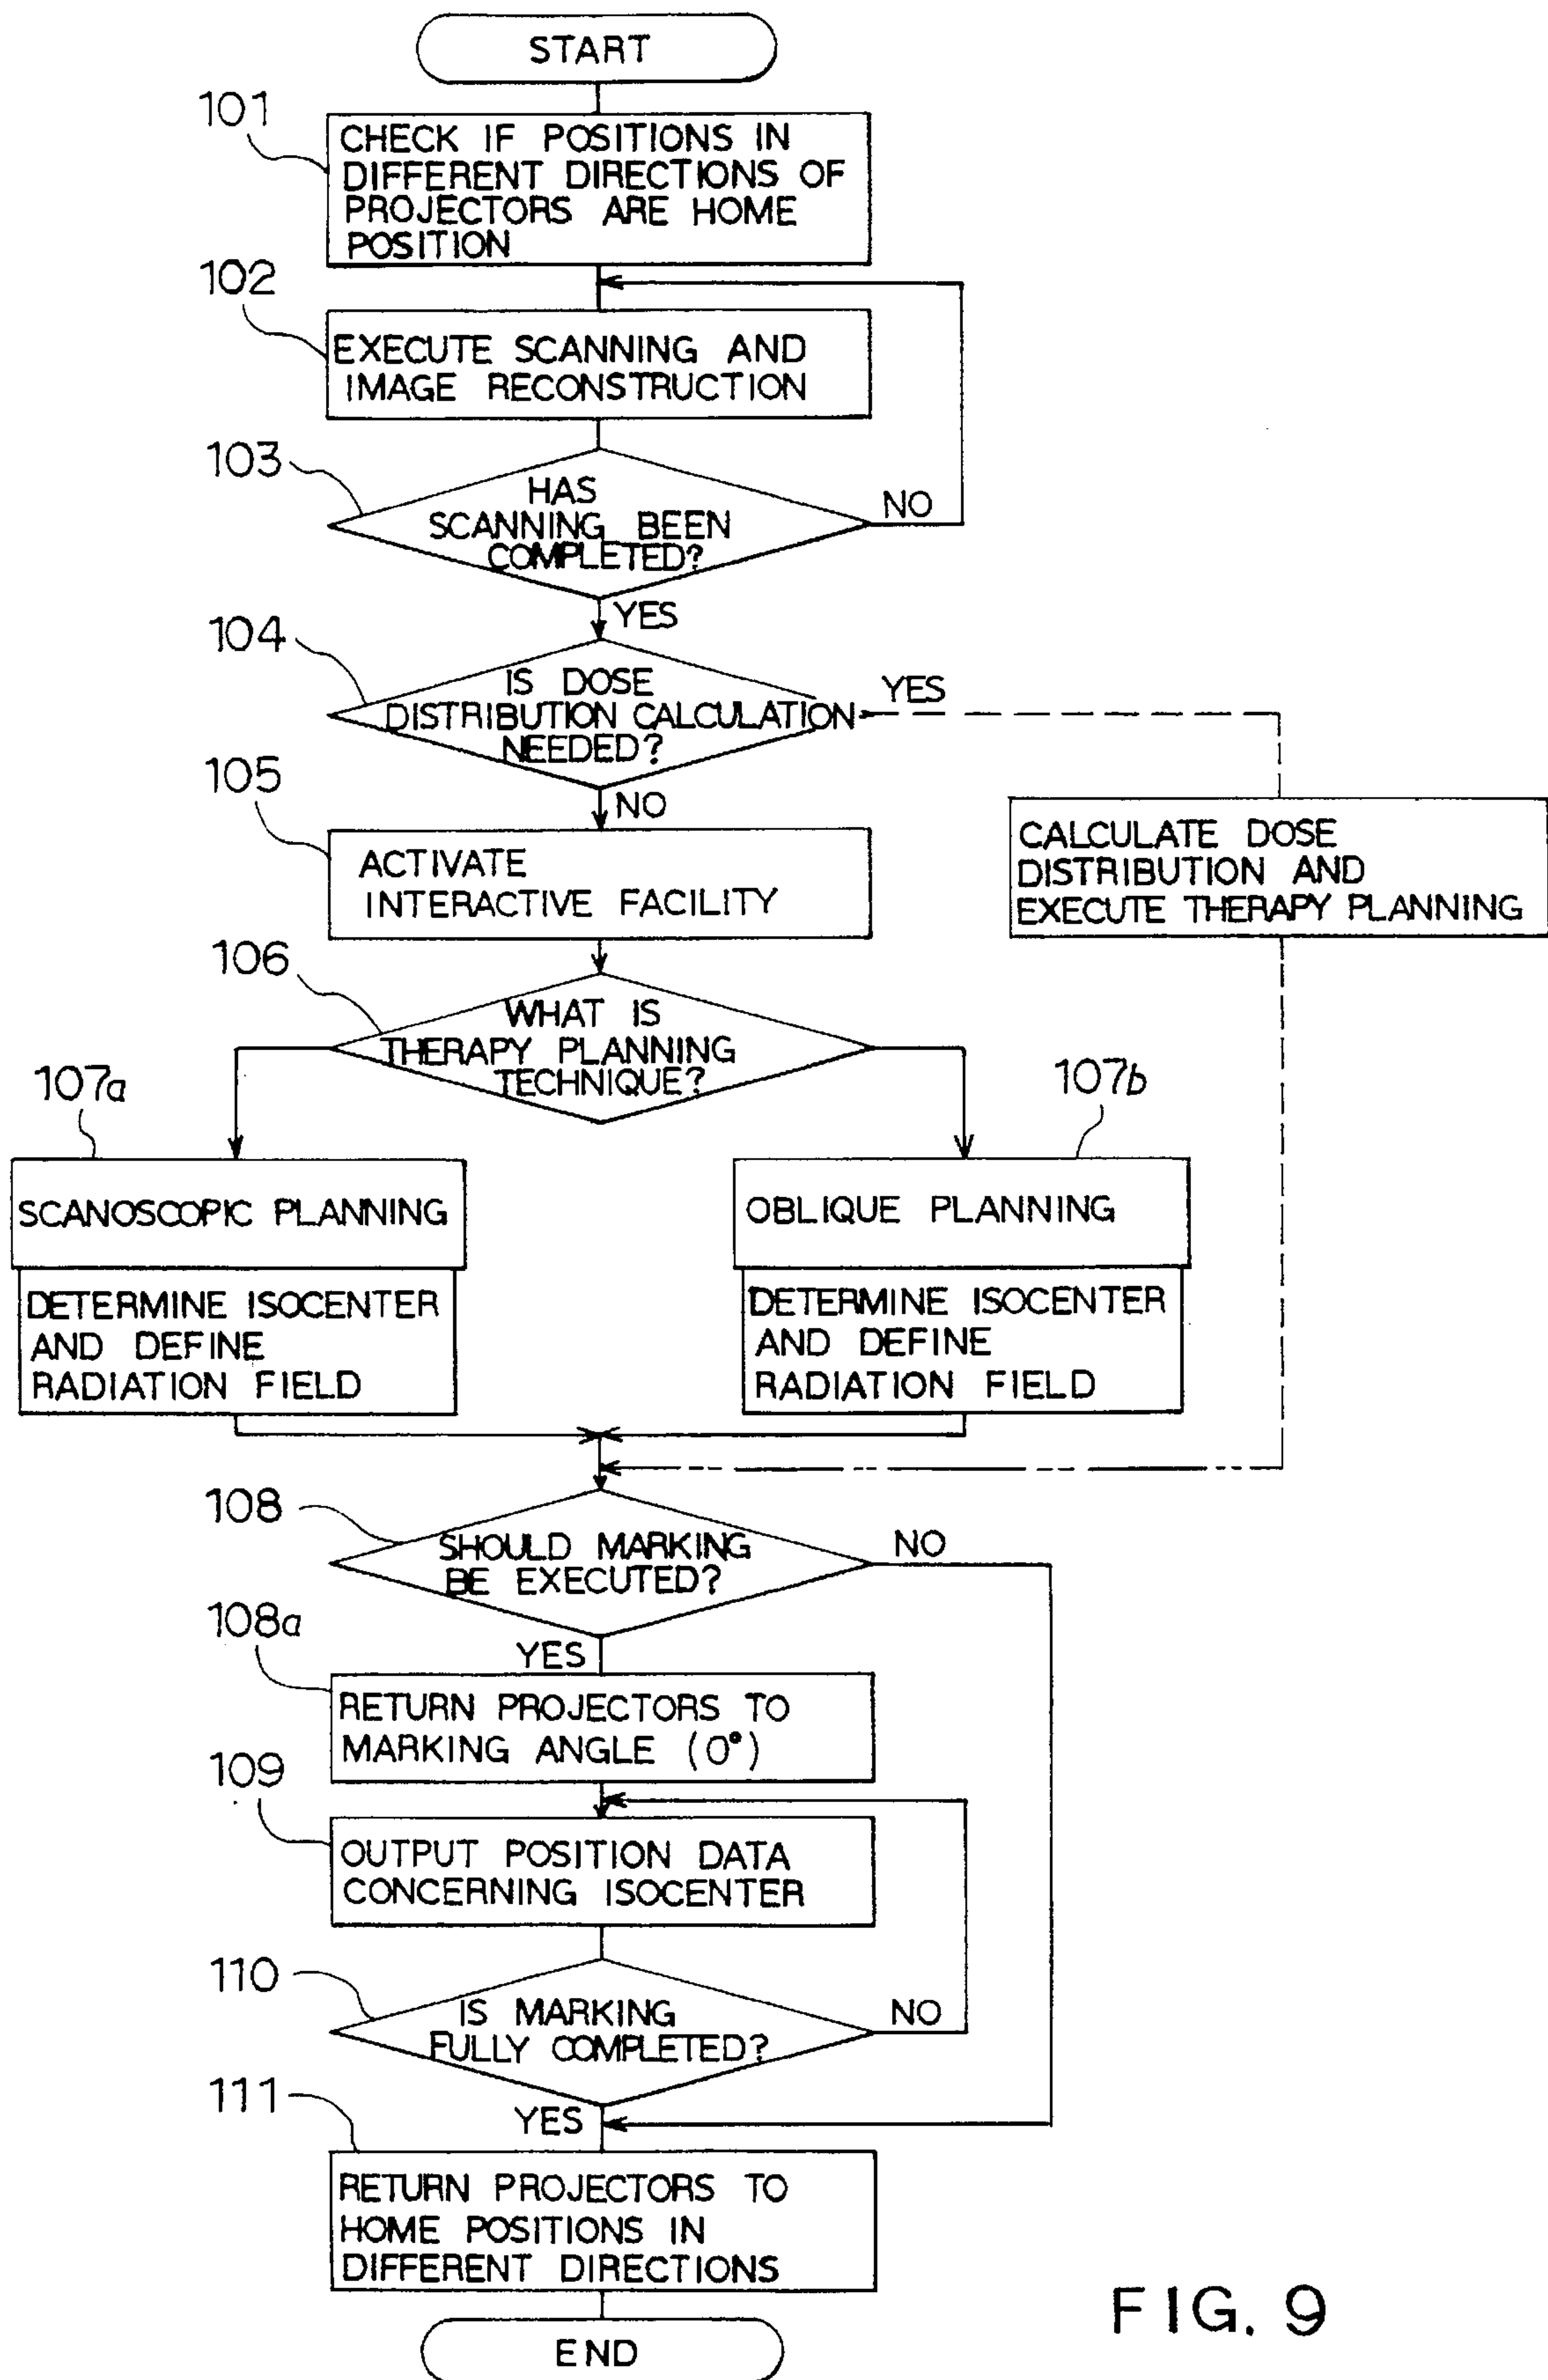 START
101
CHECK IF POSITIONS IN
DIFFERENT DIRECTIONS OF
PROJECTORS ARE HOME
POSITION
102
EXECUTE SCANNING AND
IMAGE RECONSTRUCTION
103
HAS
SCANNING BEEN
COMPLETED?
NO
YES
104
IS DOSE
DISTRIBUTION CALCULATION
NEEDED?
YES
NO
105
ACTIVATE
INTERACTIVE FACILITY
CALCULATE DOSE
DISTRIBUTION AND
EXECUTE THERAPY PLANNING
106
WHAT IS
THERAPY PLANNING
TECHNIQUE?
107a
SCANOSCOPIC PLANNING
DETERMINE ISOCENTER
AND DEFINE
RADIATION FIELD
107b
OBLIQUE PLANNING
DETERMINE ISOCENTER
AND DEFINE
RADIATION FIELD
108
SHOULD MARKING
BE EXECUTED?
NO
YES
108a
RETURN PROJECTORS TO
MARKING ANGLE (0°)
109
OUTPUT POSITION DATA
CONCERNING ISOCENTER
110
IS MARKING
FULLY COMPLETED?
NO
YES
111
RETURN PROJECTORS TO
HOME POSITIONS IN
DIFFERENT DIRECTIONS
END
FIG. 9